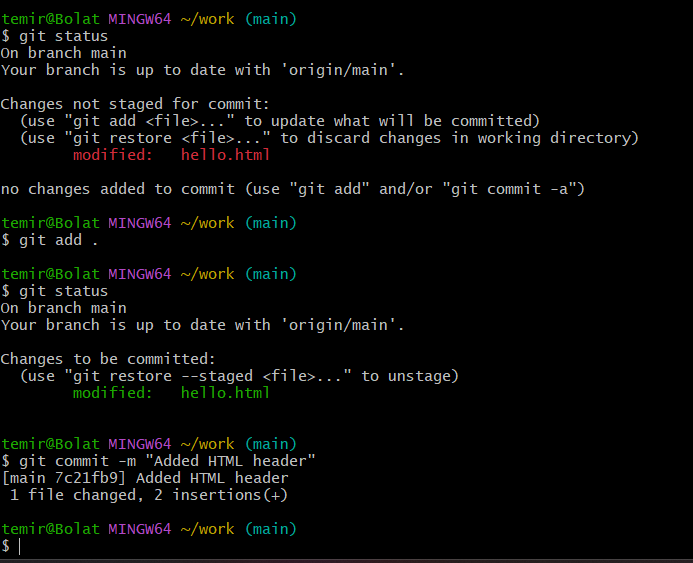 temir@Bolat MINGW64 ~/work (main)
$ git status
On branch main
Your branch is up to date with 'origin/main'.

Changes not staged for commit:
  (use "git add <file>..." to update what will be committed)
  (use "git restore <file>..." to discard changes in working directory)
        modified:   hello.html

no changes added to commit (use "git add" and/or "git commit -a")

temir@Bolat MINGW64 ~/work (main)
$ git add .

temir@Bolat MINGW64 ~/work (main)
$ git status
On branch main
Your branch is up to date with 'origin/main'.

Changes to be committed:
  (use "git restore --staged <file>..." to unstage)
        modified:   hello.html


temir@Bolat MINGW64 ~/work (main)
$ git commit -m "Added HTML header"
[main 7c21fb9] Added HTML header
 1 file changed, 2 insertions(+)

temir@Bolat MINGW64 ~/work (main)
$